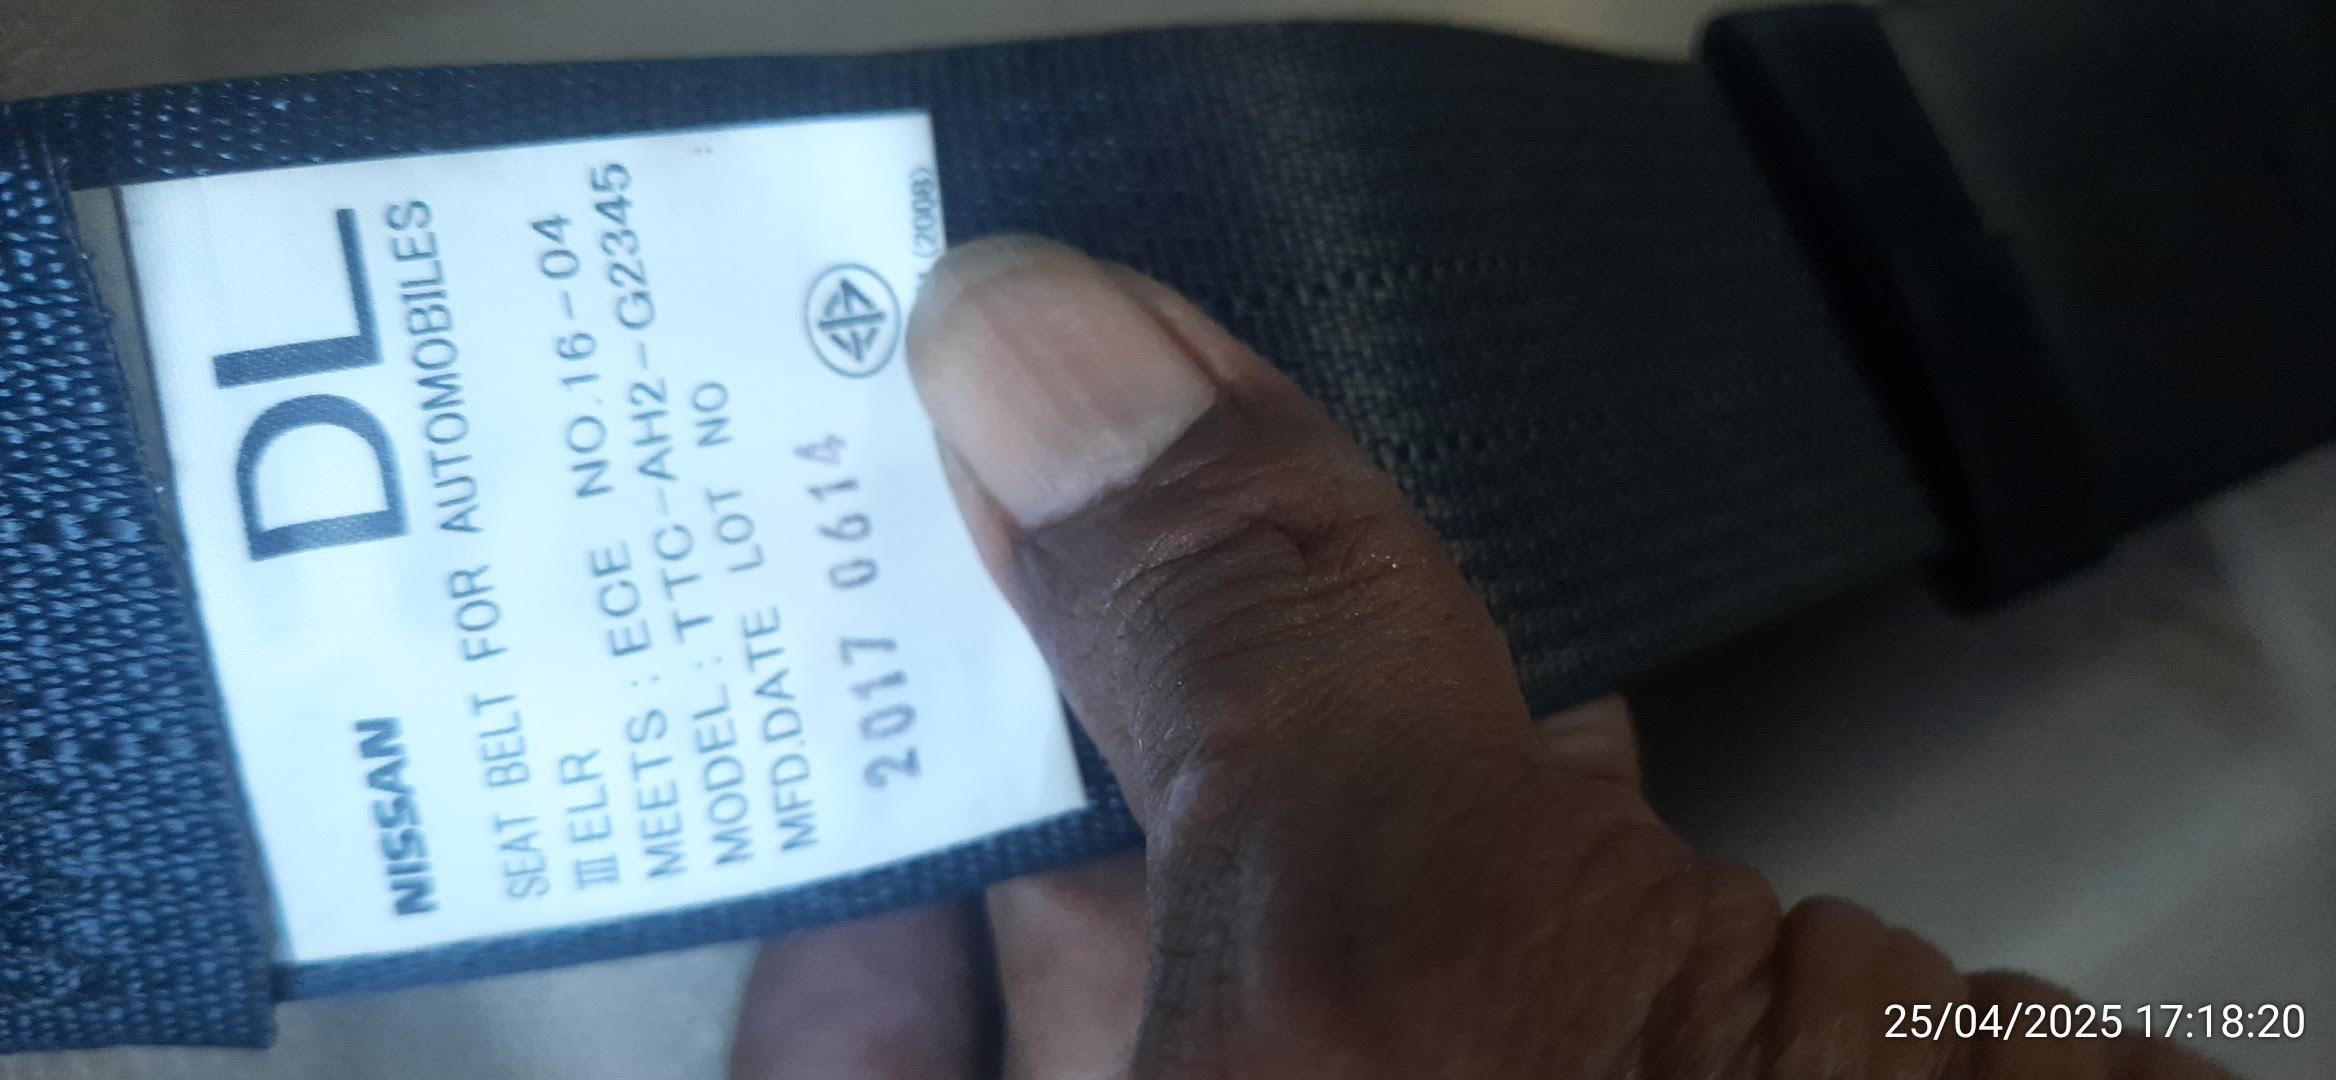 NISSAN DL
SEAT BELT FOR AUTOMOBILES
III ELR
MEETS : ECE NO.16-04
MODEL : TTC-AH2-G2345
MFD.DATE LOT NO
2017 0614
(2008)
25/04/2025 17:18:20